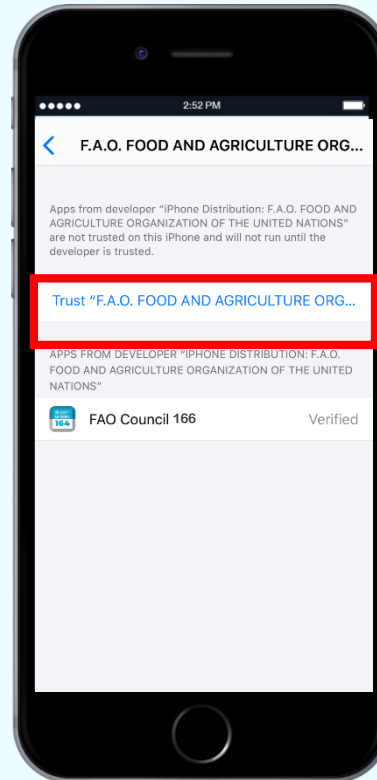 2:52 PM
F.A.O. FOOD AND AGRICULTURE ORG...
Apps from developer "iPhone Distribution: F.A.O. FOOD AND
AGRICULTURE ORGANIZATION OF THE UNITED NATIONS"
are not trusted on this iPhone and will not run until the
developer is trusted.
Trust “F.A.O. FOOD AND AGRICULTURE ORG...
APPS FROM DEVELOPER "IPHONE DISTRIBUTION: F.A.O.
FOOD AND AGRICULTURE ORGANIZATION OF THE UNITED
NATIONS"
164
FAO Council 166
Verified